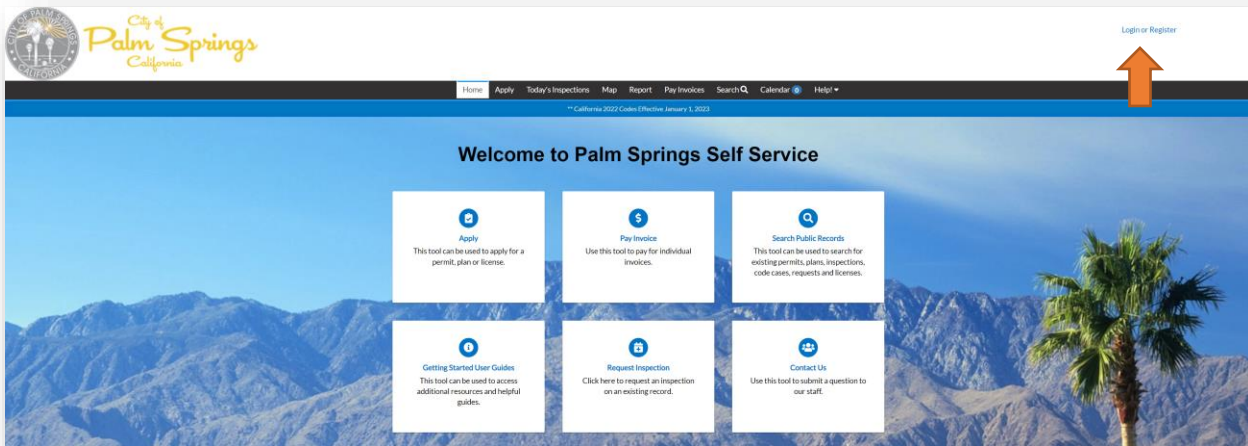 CITY OF PALM SPRINGS
CALIFORNIA
City of
Palm Springs
California
Login or Register
Home Apply Today's Inspections Map Report Pay Invoices Search Calendar 0 Help!
** California 2022 Codes Effective January 1, 2023
Welcome to Palm Springs Self Service
Apply
This tool can be used to apply for a
permit, plan or license.
Pay Invoice
Use this tool to pay for individual
invoices.
Search Public Records
This tool can be used to search for
existing permits, plans, inspections,
code cases, requests and licenses.
Getting Started User Guides
This tool can be used to access
additional resources and helpful
guides.
Request Inspection
Click here to request an inspection
on an existing record.
Contact Us
Use this tool to submit a question to
our staff.